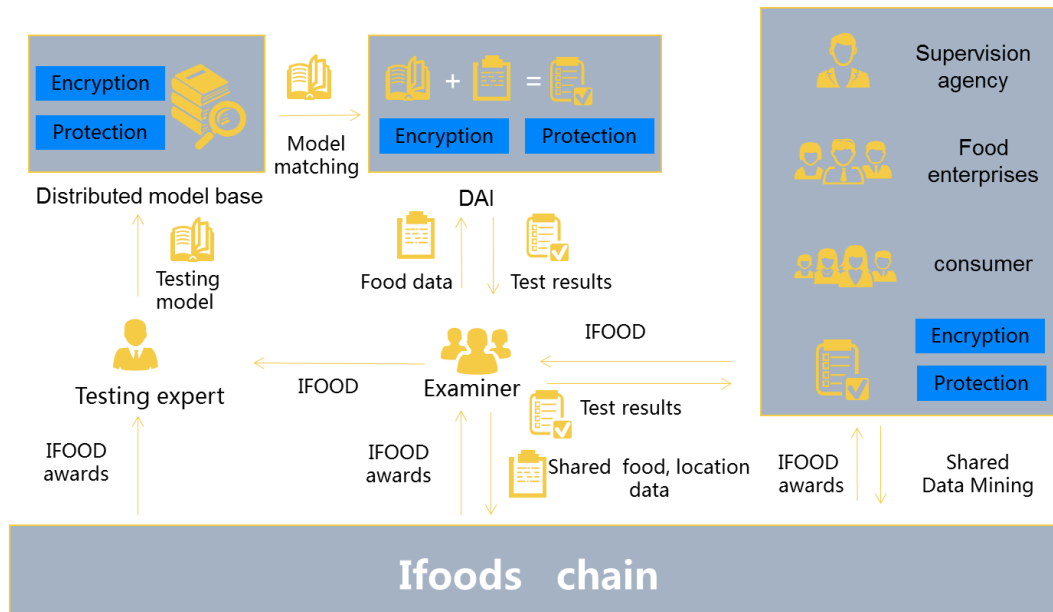 Encryption
Protection
Distributed model base
Model
matching
+
=
Encryption
Protection
DAI
Supervision
agency
Food
enterprises
consumer
Encryption
Protection
Testing
model
Food data
Test results
Testing expert
IFOOD
Examiner
IFOOD
Test results
IFOOD
awards
IFOOD
awards
Shared food, location
data
IFOOD
awards
Shared
Data Mining
Ifoods chain